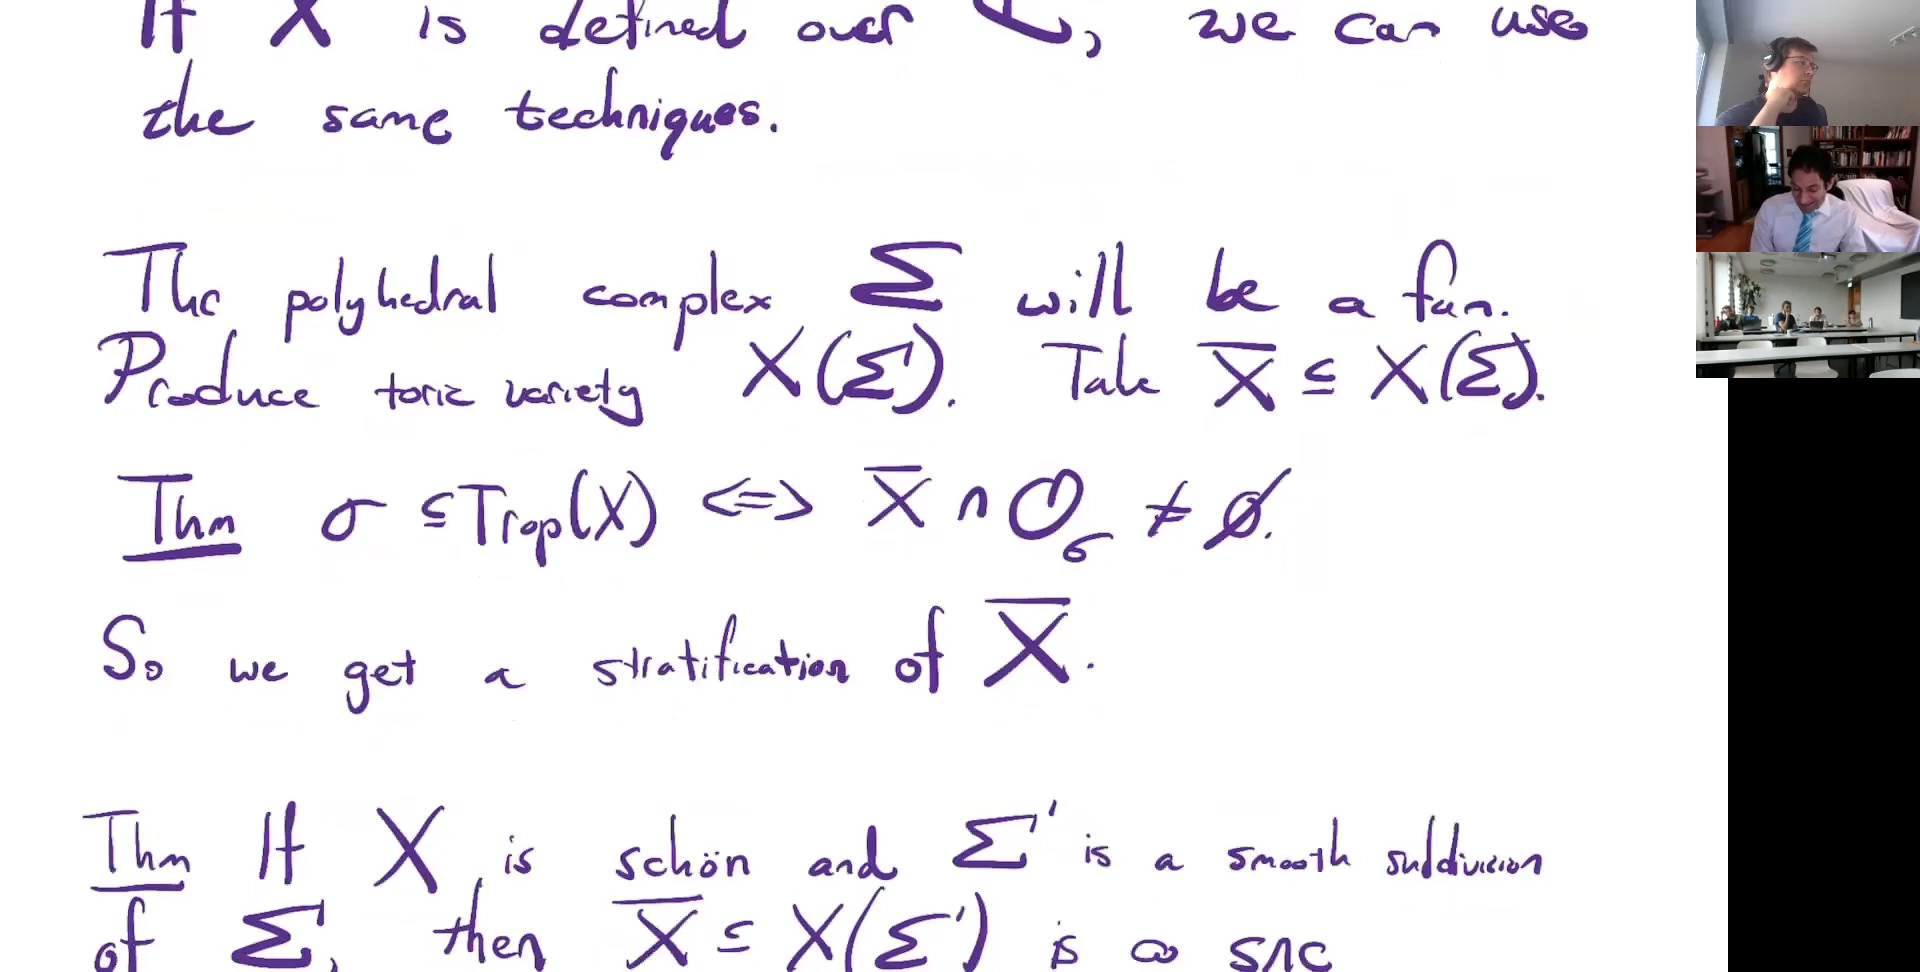 If X is defined over ℂ, we can use
the same techniques.
The polyhedral complex Σ will be a fan.
Produce toric variety X(Σ). Take X̅ ⊆ X(Σ).
Thm σ ⊆ Trop(X) <=> X̅ ∩ O_σ ≠ ∅.
So we get a stratification of X̅.
Thm If X is schön and Σ' is a smooth subdivision
of Σ, then X̅ ⊆ X(Σ') is a snc